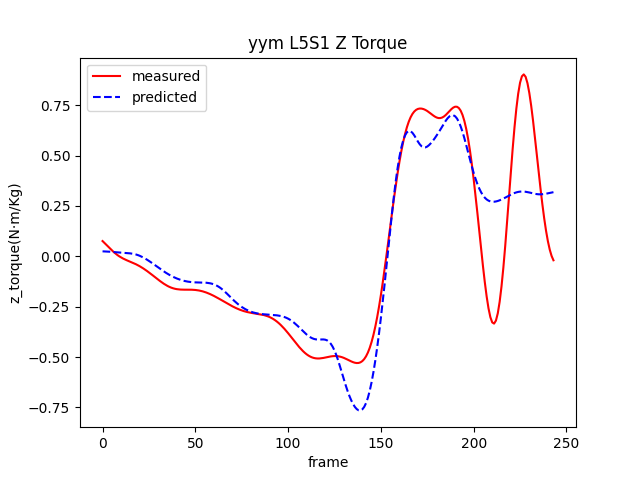 yym L5S1 Z Torque
measured
predicted
z_torque(N·m/Kg)
0.75
0.50
0.25
0.00
−0.25
−0.50
−0.75
0 50 100 150 200 250
frame